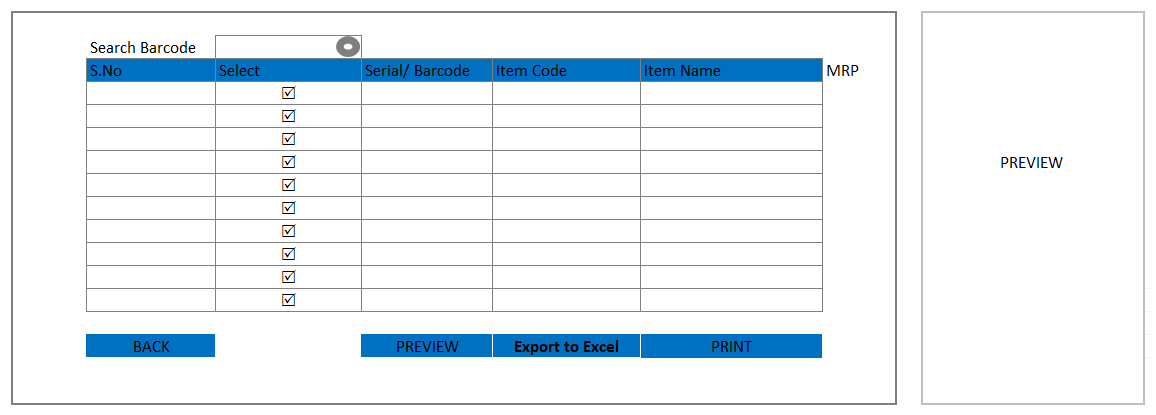 Search Barcode
S.No Select Serial/ Barcode Item Code Item Name MRP
PREVIEW
BACK PREVIEW Export to Excel PRINT